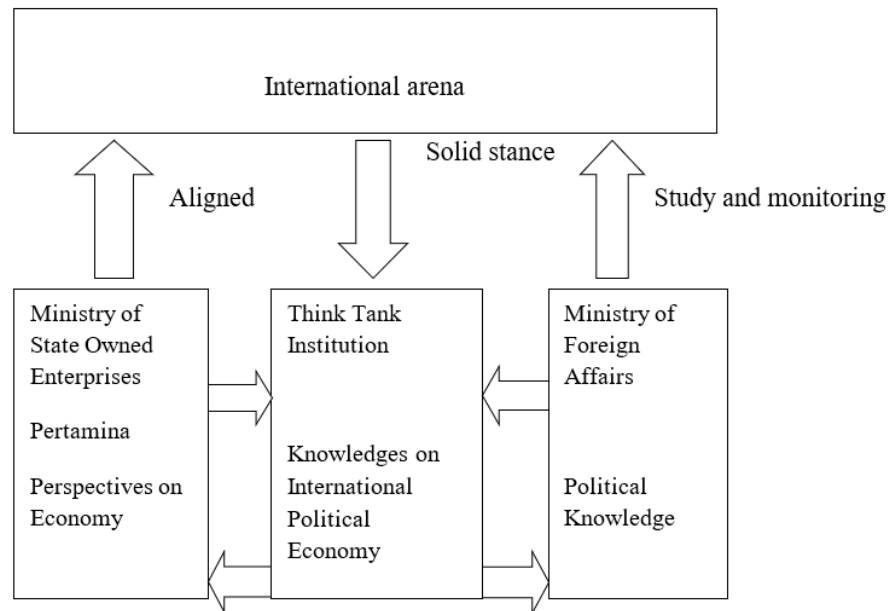 International arena
Solid stance
Aligned
Study and monitoring
Ministry of
State Owned
Enterprises
Pertamina
Perspectives on
Economy
Think Tank
Institution
Knowledges on
International
Political
Economy
Ministry of
Foreign
Affairs
Political
Knowledge